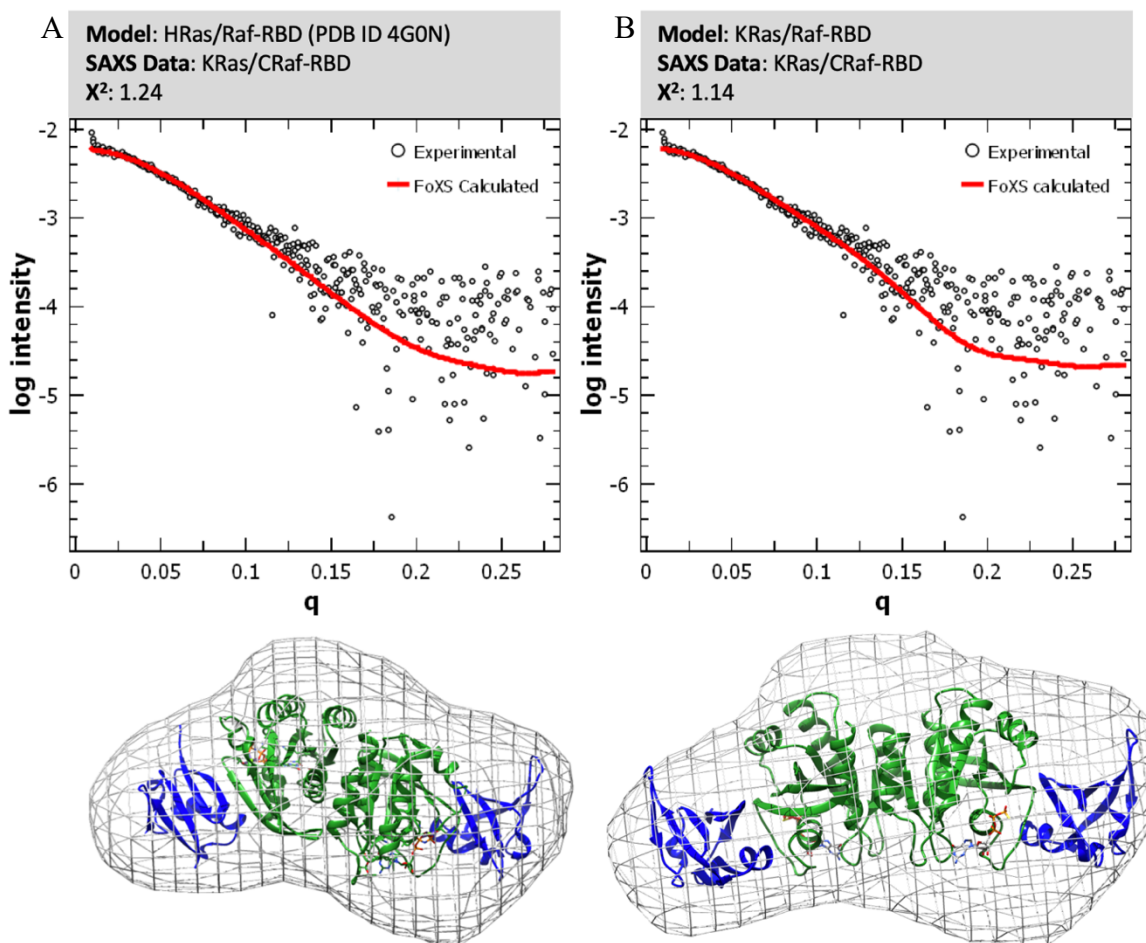 A
Model: HRas/Raf-RBD (PDB ID 4G0N)
SAXS Data: KRas/CRaf-RBD
X²: 1.24
-2
-3
-4
-5
-6
log intensity
Experimental
FoXS Calculated
0
0.05
0.10
0.15
0.20
0.25
q
B
Model: KRas/Raf-RBD
SAXS Data: KRas/CRaf-RBD
X²: 1.14
-2
-3
-4
-5
-6
log intensity
Experimental
FoXS calculated
0
0.05
0.10
0.15
0.2
0.25
q